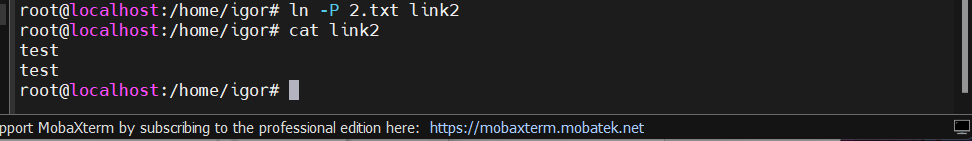 root@localhost:/home/igor# ln -P 2.txt link2
root@localhost:/home/igor# cat link2
test
test
root@localhost:/home/igor#
pport MobaXterm by subscribing to the professional edition here: https://mobaxterm.mobatek.net